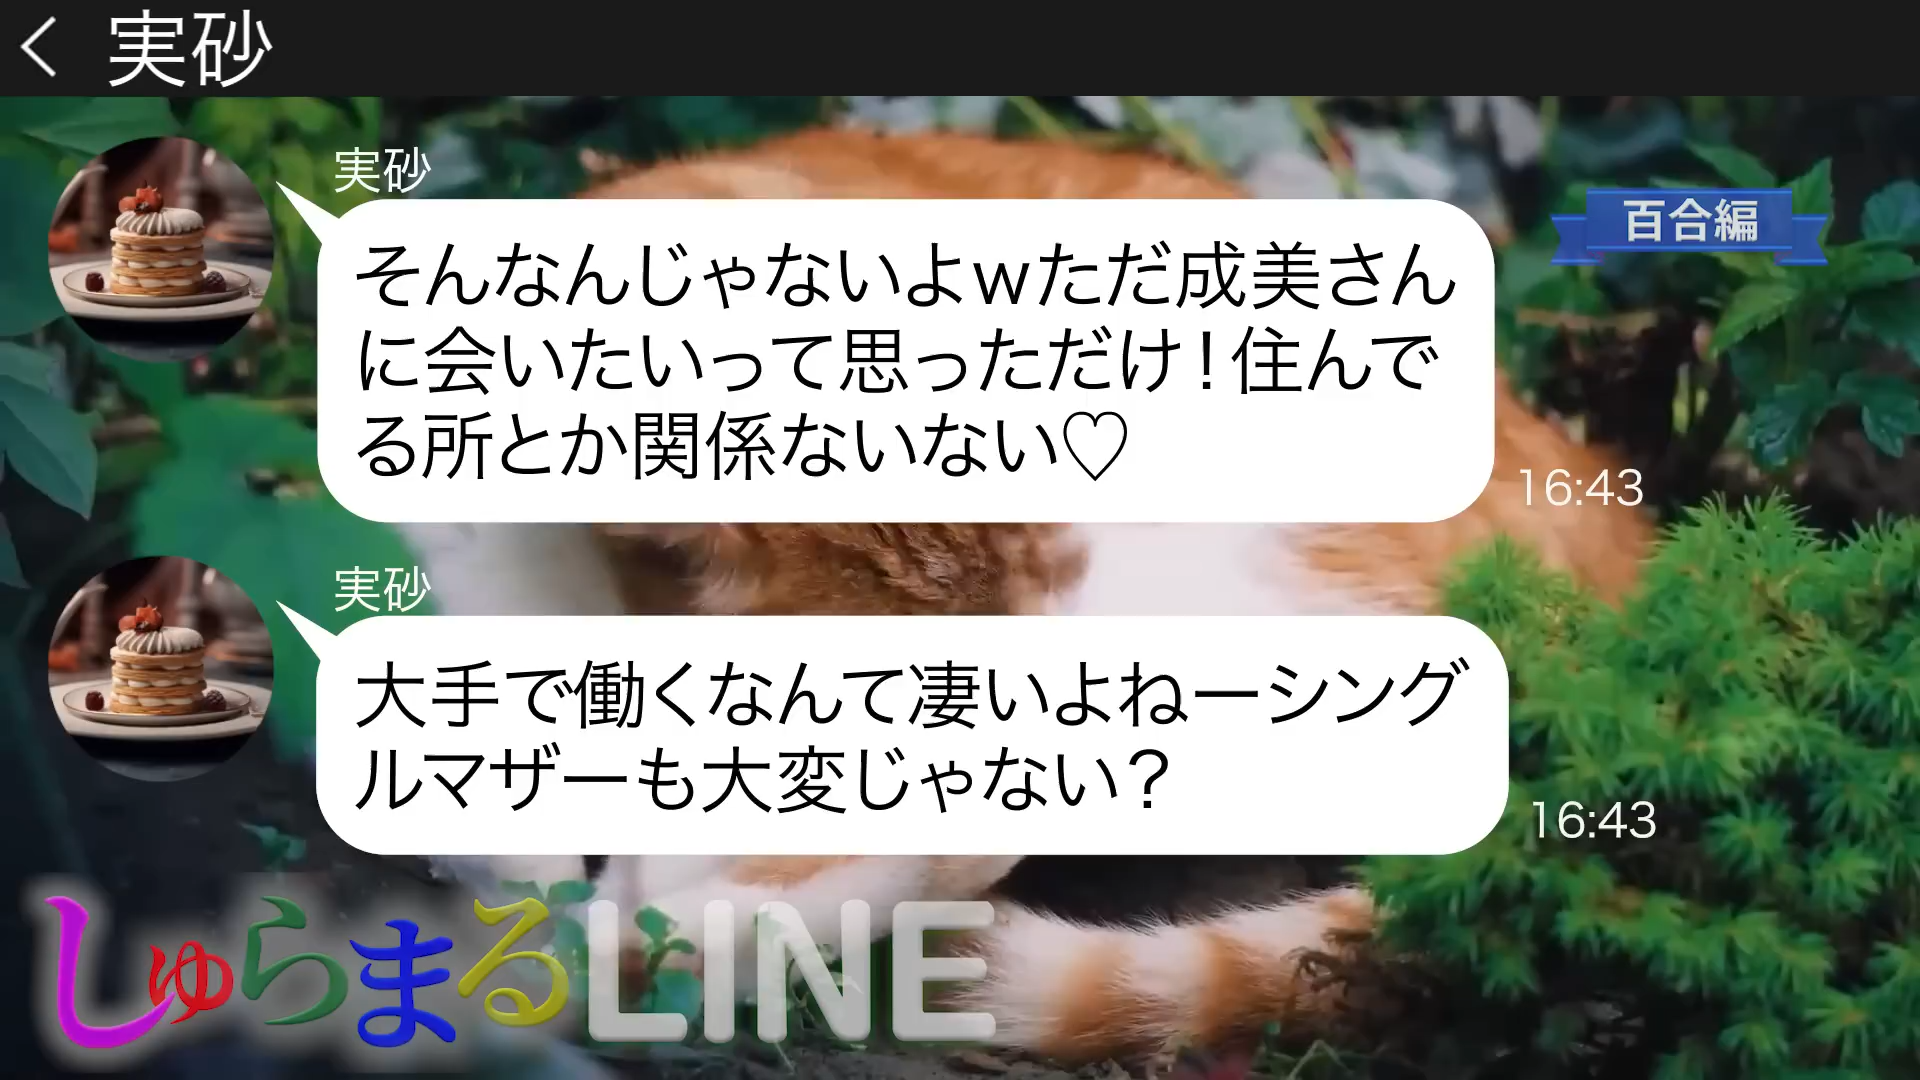 実砂
実砂
百合編
そんなんじゃないよwただ成美さん
に会いたいって思っただけ！住んで
る所とか関係ないない♡
16:43
実砂
大手で働くなんて凄いよねーシング
ルマザーも大変じゃない？
16:43
しゅらまるLINE